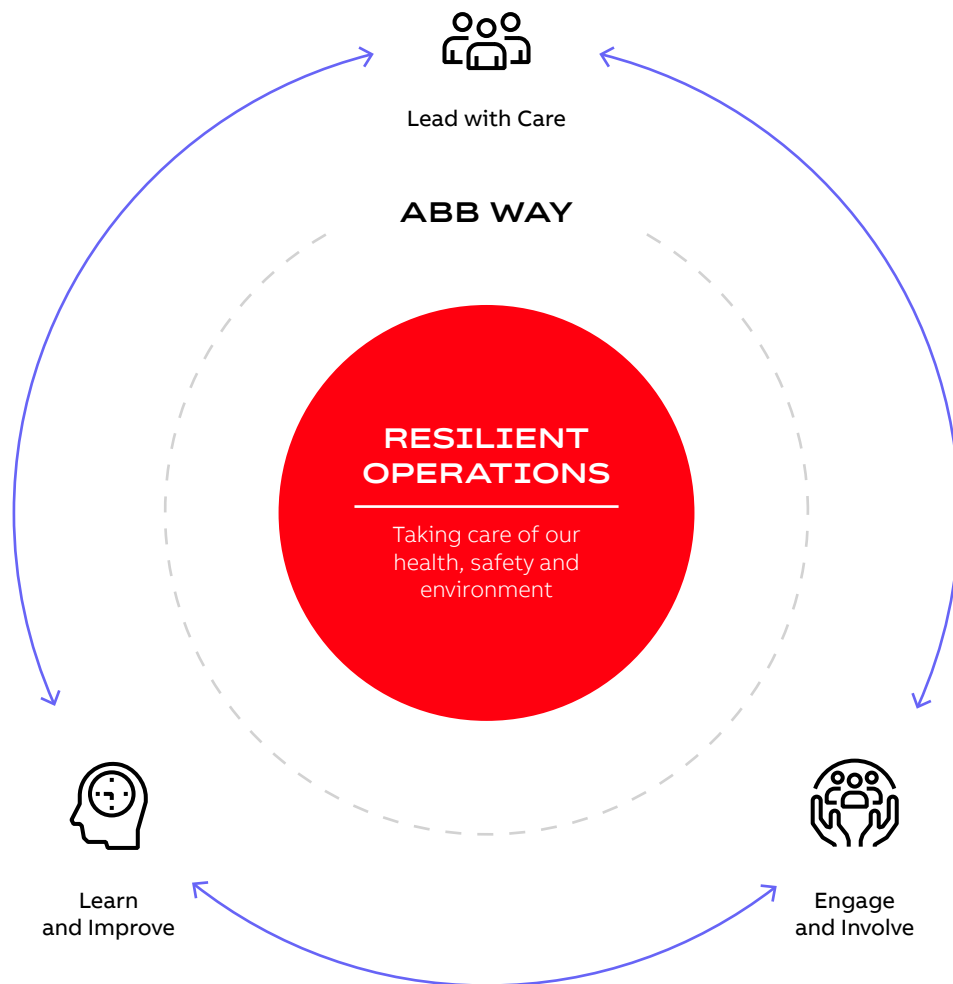 Lead with Care
ABB WAY
RESILIENT
OPERATIONS
Taking care of our
health, safety and
environment
Learn
and Improve
Engage
and Involve